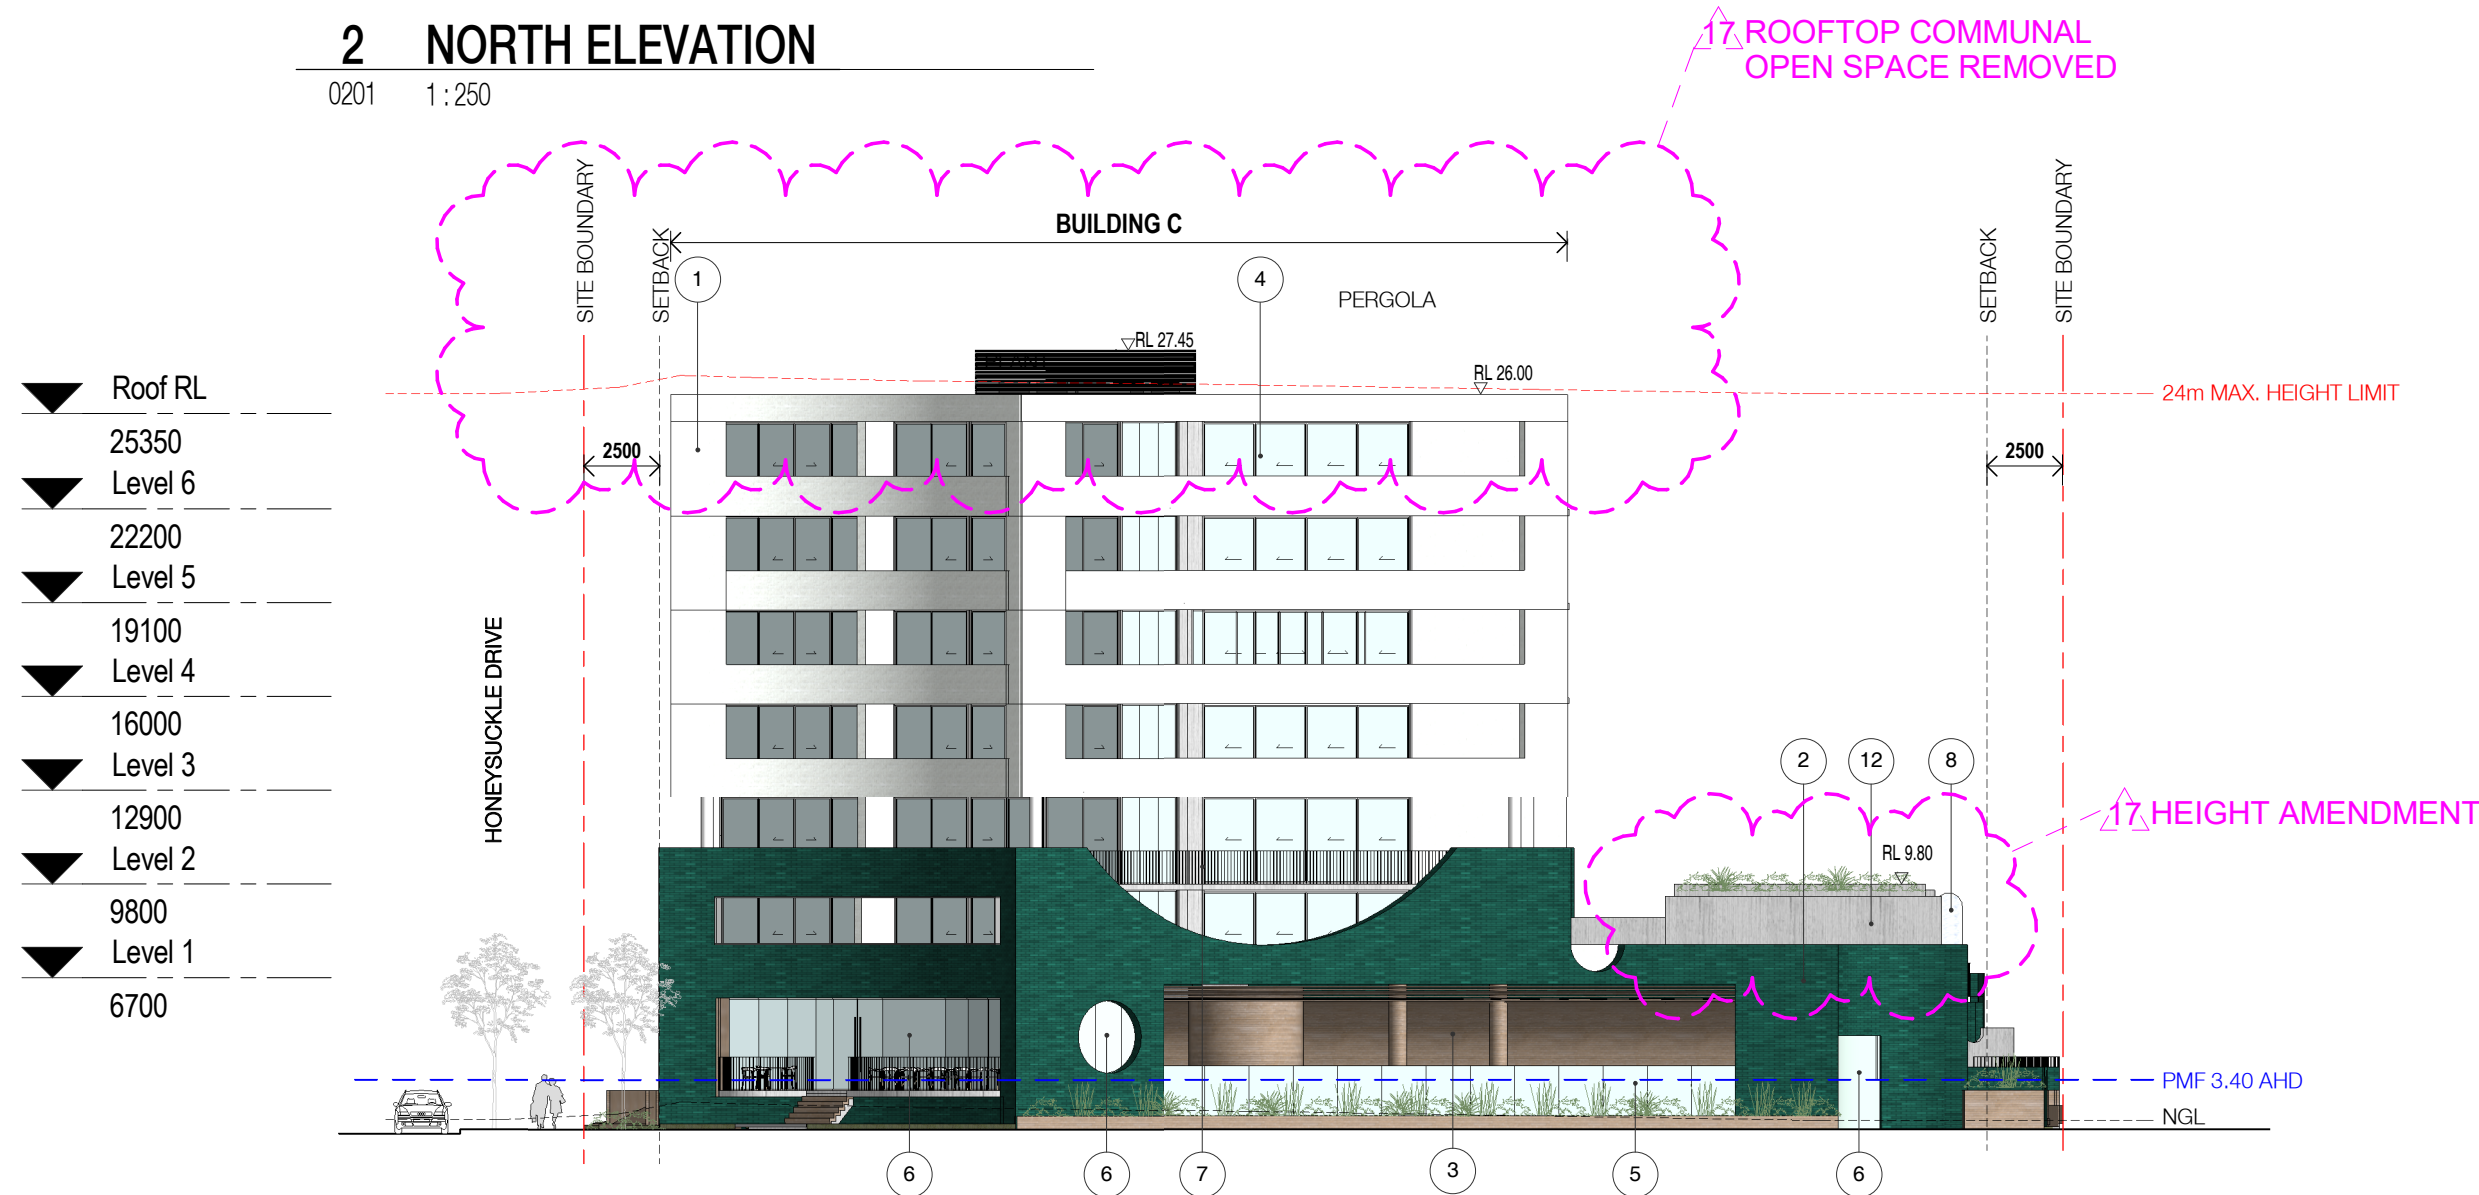 2 NORTH ELEVATION
0201 1 : 250
17 ROOFTOP COMMUNAL
OPEN SPACE REMOVED
SITE BOUNDARY
SETBACK
BUILDING C
1
4
PERGOLA
SETBACK
SITE BOUNDARY
RL 27.45
RL 26.00
24m MAX. HEIGHT LIMIT
Roof RL
25350
Level 6
22200
Level 5
19100
Level 4
16000
Level 3
12900
Level 2
9800
Level 1
6700
2500
2500
HONEYSUCKLE DRIVE
2
12
8
17 HEIGHT AMENDMENT
RL 9.80
PMF 3.40 AHD
NGL
6
6
7
3
5
6